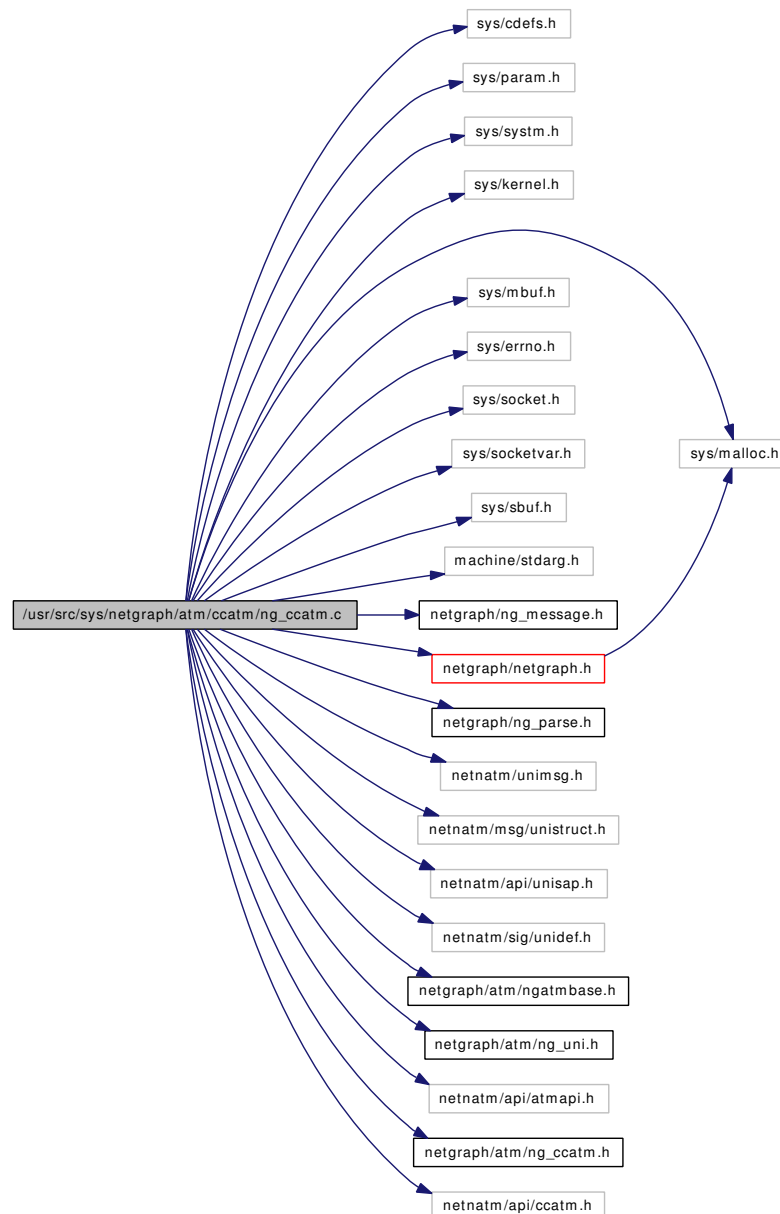 sys/cdefs.h
sys/param.h
sys/systm.h
sys/kernel.h
sys/mbuf.h
sys/errno.h
sys/socket.h
sys/socketvar.h
sys/malloc.h
sys/sbuf.h
machine/stdarg.h
/usr/src/sys/netgraph/atm/ccatm/ng_ccatm.c
netgraph/ng_message.h
netgraph/netgraph.h
netgraph/ng_parse.h
netnatm/unimsg.h
netnatm/msg/unistruct.h
netnatm/api/unisap.h
netnatm/sig/unidef.h
netgraph/atm/ngatmbase.h
netgraph/atm/ng_uni.h
netnatm/api/atmapi.h
netgraph/atm/ng_ccatm.h
netnatm/api/ccatm.h